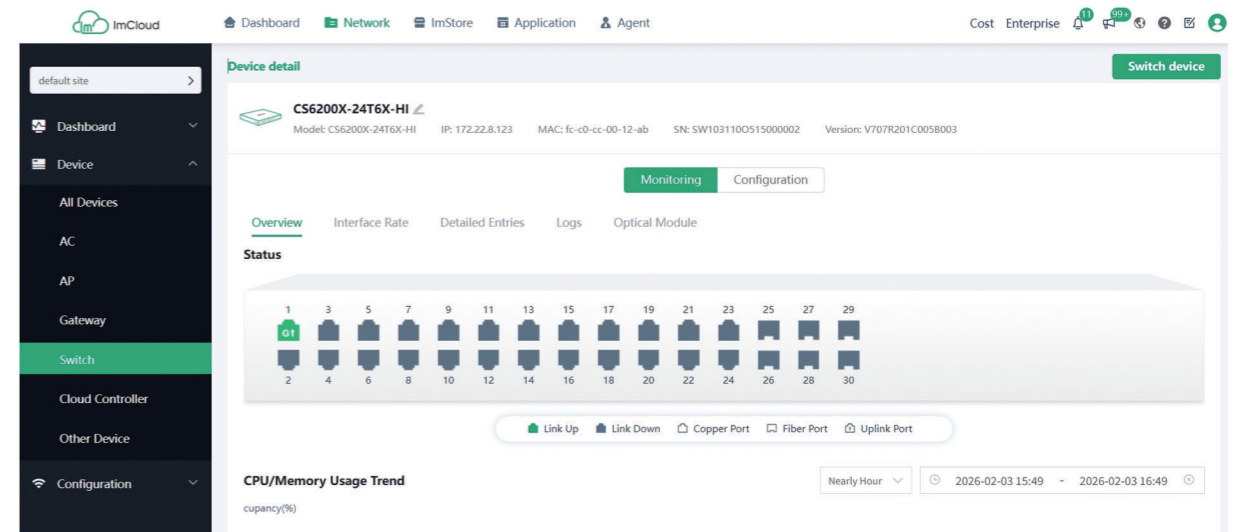 ImCloud
Dashboard Network ImStore Application Agent
Cost Enterprise 11 99+
default site
Dashboard
Device
All Devices
AC
AP
Gateway
Switch
Cloud Controller
Other Device
Configuration
Device detail
Switch device
CS6200X-24T6X-HI
Model: CS6200X-24T6X-HI IP: 172.22.8.123 MAC: fc-c0-cc-00-12-ab SN: SW103110O515000002 Version: V707R201C005B003
Monitoring Configuration
Overview Interface Rate Detailed Entries Logs Optical Module
Status
1 3 5 7 9 11 13 15 17 19 21 23 25 27 29
G↑
2 4 6 8 10 12 14 16 18 20 22 24 26 28 30
Link Up Link Down Copper Port Fiber Port Uplink Port
CPU/Memory Usage Trend
Nearly Hour 2026-02-03 15:49 - 2026-02-03 16:49
cupancy(%)